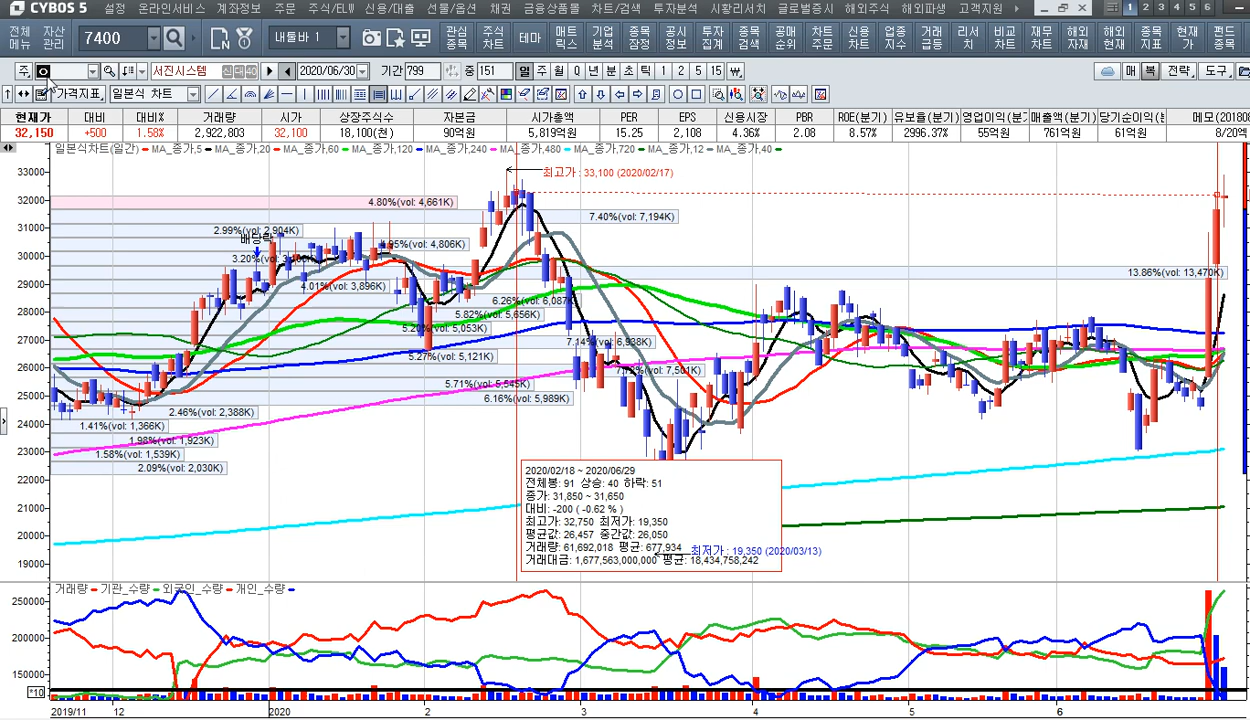 CYBOS 5 설정 온라인서비스 계좌정보 주문 주식/ELW 신용/대출 선물/옵션 채권 금융상품몰 차트/검색 투자분석 시황리서치 글로벌증시 해외주식 해외파생 고객지원 1 2 3 4 5 6
전체메뉴 자산관리 7400 내툴바 1 관심종목 주식차트 테마 매트릭스 기업분석 종목잠정 공시정보 투자집계 종목검색 공매순위 차트주문 신용차트 업종지수 거래급등 리서치 비교차트 재무차트 해외자재 해외현재 종목지표 현재가 펀드종목
주 서진시스템 신대40 2020/06/30 기간 799 중 151 일 주 월 Q 년 분 초 틱 1 2 3 5 15 매 복 전략 도구
가격지표 일본식 차트
현재가 대비 대비% 거래량 시가 상장주식수 자본금 시가총액 PER EPS 신용시장 PBR ROE(분기) 유보율(분기) 영업이익(분기) 매출액(분기) 당기순이익 메모(201808
32,150 +500 1.58% 2,922,803 32,100 18,100(천) 90억원 5,819억원 15.25 2,108 4.36% 2.08 8.57% 2996.37% 55억원 761억원 61억원 8/20억
일본식차트(일간) MA_종가,5 MA_종가,20 MA_종가,60 MA_종가,120 MA_종가,240 MA_종가,480 MA_종가,720 MA_종가,12 MA_종가,40
33000
최고가 : 33,100 (2020/02/17)
32000
4.80%(vol: 4,661K)
7.40%(vol: 7,194K)
31000
2.99%(vol: 2,904K)
배당락
4.95%(vol: 4,806K)
30000
3.20%(vol:
13.86%(vol: 13,470K)
29000
4.01%(vol: 3,896K)
6.26%(vol: 6,087K)
28000
5.82%(vol: 5,656K)
5.20%(vol: 5,053K)
27000
7.14%(vol: 6,938K)
5.27%(vol: 5,121K)
26000
7,501K)
5.71%(vol: 5,545K)
25000
6.16%(vol: 5,989K)
2.46%(vol: 2,388K)
24000
1.41%(vol: 1,366K)
1.98%(vol: 1,923K)
23000
1.58%(vol: 1,539K)
2.09%(vol: 2,030K)
22000
2020/02/18 ~ 2020/06/29
전체봉: 91 상승: 40 하락: 51
종가: 31,850 ~ 31,650
대비: -200 ( -0.62 % )
21000
최고가: 32,750 최저가: 19,350
평균값: 26,457 중간값: 26,050
20000
거래량: 61,692,018 평균: 677,934
최저가 : 19,350 (2020/03/13)
거래대금: 1,677,563,000,000 평균: 18,434,758,242
19000
거래량 기관_수량 외국인_수량 개인_수량
250000
200000
150000
*10
2019/11 12 2020 2 3 4 5 6